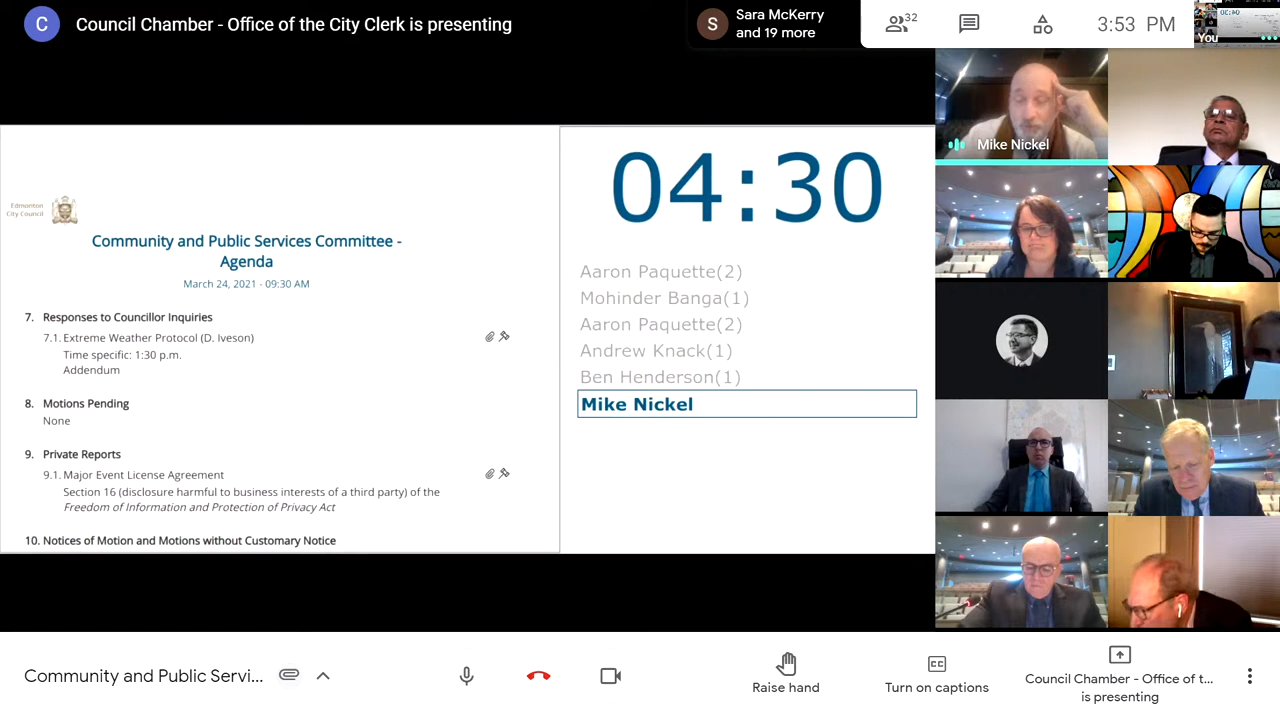 C
Council Chamber - Office of the City Clerk is presenting
S
Sara McKerry
and 19 more
32
3:53 PM
You
Edmonton
City Council
Community and Public Services Committee -
Agenda
March 24, 2021 - 09:30 AM
7. Responses to Councillor Inquiries
7.1. Extreme Weather Protocol (D. Iveson)
Time specific: 1:30 p.m.
Addendum
8. Motions Pending
None
9. Private Reports
9.1. Major Event License Agreement
Section 16 (disclosure harmful to business interests of a third party) of the
Freedom of Information and Protection of Privacy Act
10. Notices of Motion and Motions without Customary Notice
04:30
Aaron Paquette(2)
Mohinder Banga(1)
Aaron Paquette(2)
Andrew Knack(1)
Ben Henderson(1)
Mike Nickel
Mike Nickel
Community and Public Servi...
Raise hand
CC
Turn on captions
Council Chamber - Office of t...
is presenting